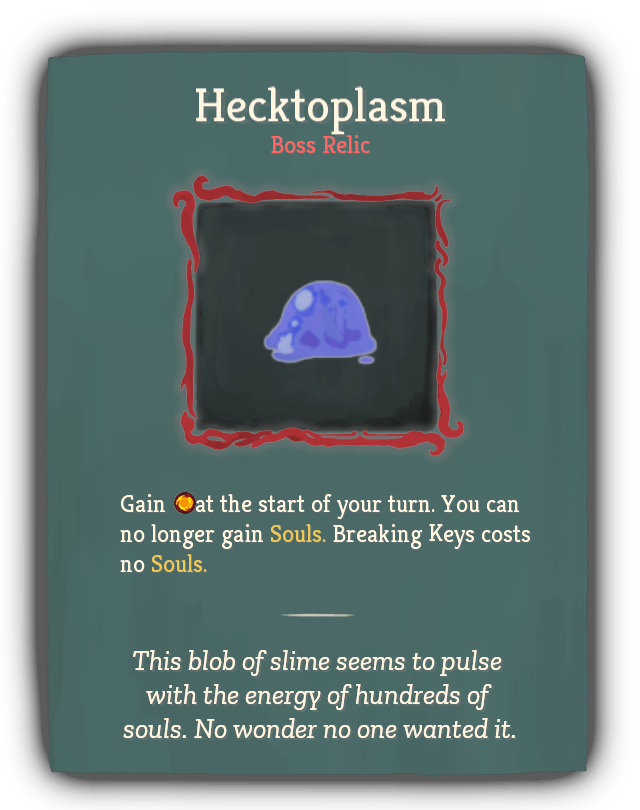 Hecktoplasm
Boss Relic
Gain at the start of your turn. You can
no longer gain Souls. Breaking Keys costs
no Souls.
This blob of slime seems to pulse
with the energy of hundreds of
souls. No wonder no one wanted it.